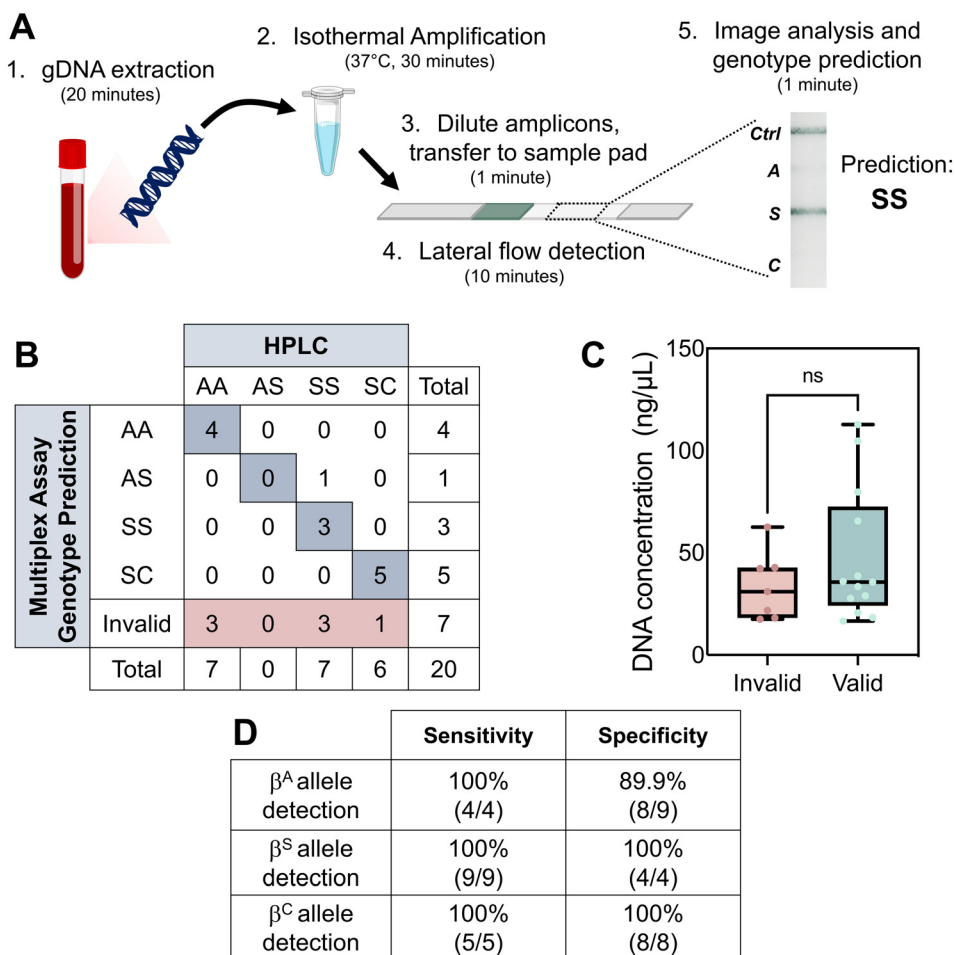 A
1. gDNA extraction
(20 minutes)
2. Isothermal Amplification
(37°C, 30 minutes)
3. Dilute amplicons,
transfer to sample pad
(1 minute)
4. Lateral flow detection
(10 minutes)
5. Image analysis and
genotype prediction
(1 minute)
Ctrl
A
S
C
Prediction:
SS
B
HPLC
AA AS SS SC Total
Multiplex Assay
Genotype Prediction
AA 4 0 0 0 4
AS 0 0 1 0 1
SS 0 0 3 0 3
SC 0 0 0 5 5
Invalid 3 0 3 1 7
Total 7 0 7 6 20
C
DNA concentration (ng/µL)
150
100
50
0
ns
Invalid Valid
D
Sensitivity Specificity
β^A allele detection
100% (4/4)
89.9% (8/9)
β^S allele detection
100% (9/9)
100% (4/4)
β^C allele detection
100% (5/5)
100% (8/8)